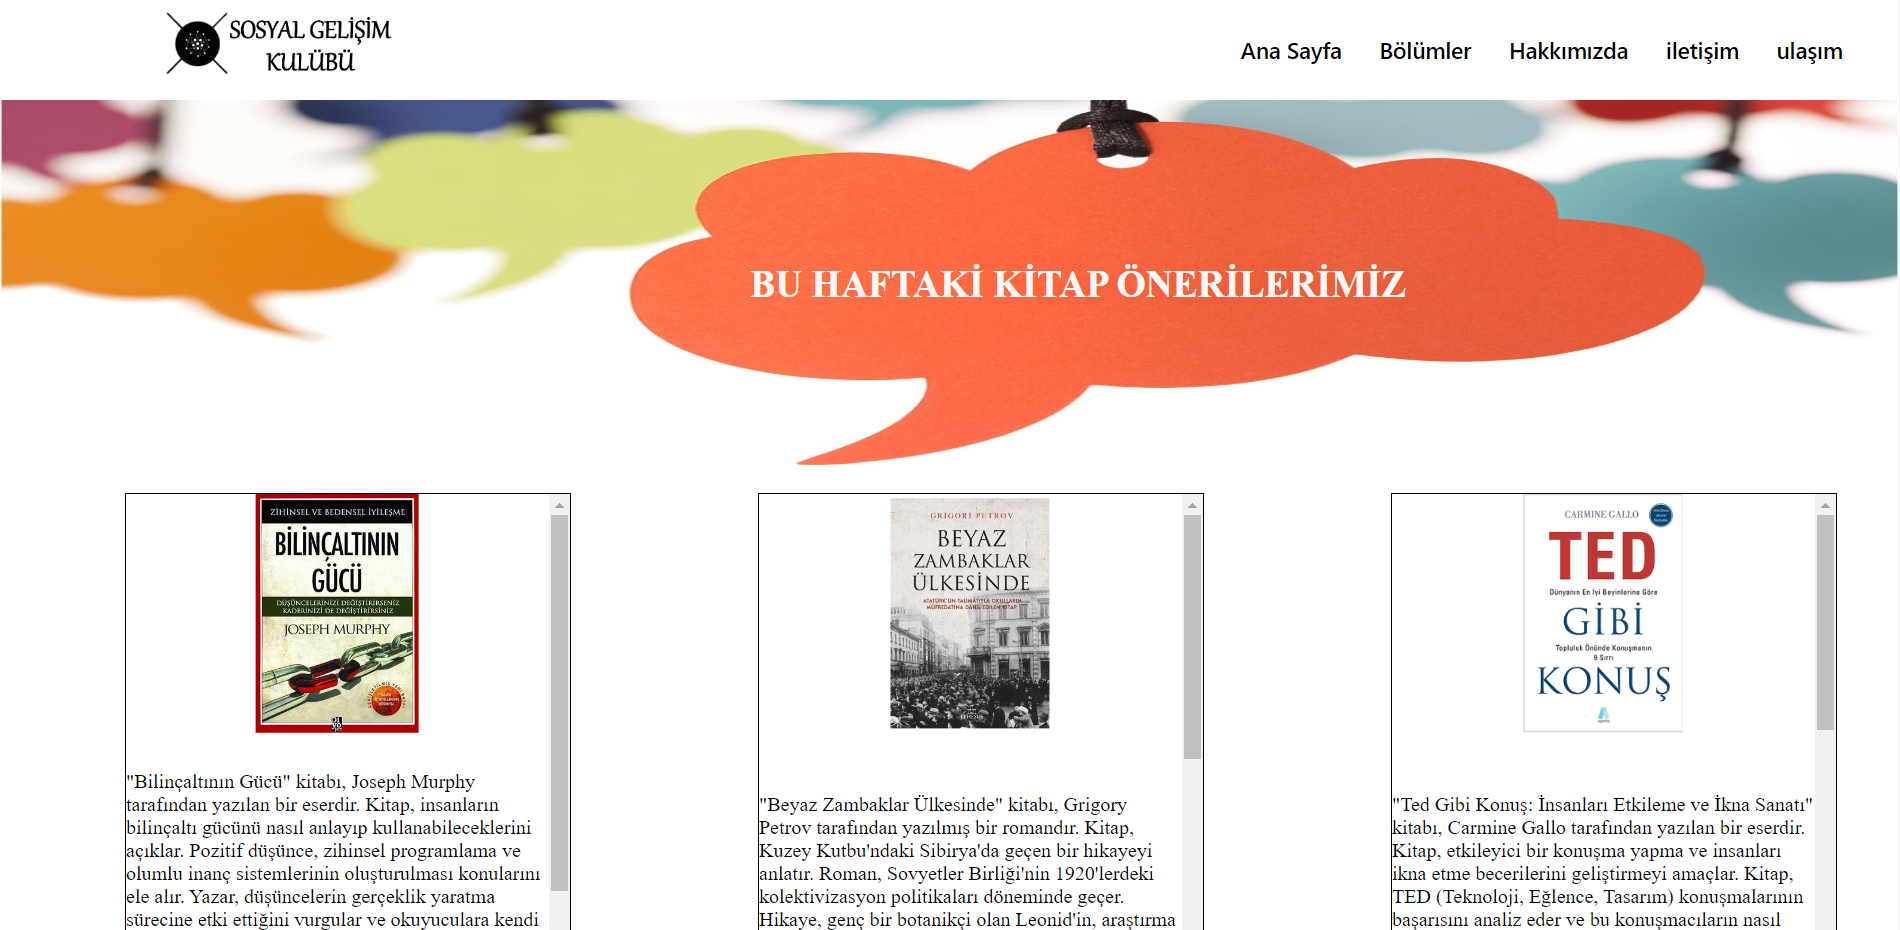 SOSYAL GELİŞİM
KULÜBÜ
Ana Sayfa Bölümler Hakkımızda iletişim ulaşım
BU HAFTAKİ KİTAP ÖNERİLERİMİZ
ZİHİNSEL VE BEDENSEL İYİLEŞME
BİLİNÇALTININ
GÜCÜ
DÜŞÜNCELERİNİZİ DEĞİŞTİRİRSENİZ
KADERİNİZİ DE DEĞİŞTİRİRSİNİZ
JOSEPH MURPHY
"Bilinçaltının Gücü" kitabı, Joseph Murphy
tarafından yazılan bir eserdir. Kitap, insanların
bilinçaltı gücünü nasıl anlayıp kullanabileceklerini
açıklar. Pozitif düşünce, zihinsel programlama ve
olumlu inanç sistemlerinin oluşturulması konularını
ele alır. Yazar, düşüncelerin gerçeklik yaratma
sürecine etki ettiğini vurgular ve okuyuculara kendi
GRİGORİ PETROV
BEYAZ
ZAMBAKLAR
ÜLKESİNDE
ATATÜRK'ÜN TALİMATIYLA OKULLARIN
MÜFREDATINA DAHİL EDİLEN KİTAP
"Beyaz Zambaklar Ülkesinde" kitabı, Grigory
Petrov tarafından yazılmış bir romandır. Kitap,
Kuzey Kutbu'ndaki Sibirya'da geçen bir hikayeyi
anlatır. Roman, Sovyetler Birliği'nin 1920'lerdeki
kolektivizasyon politikaları döneminde geçer.
Hikaye, genç bir botanikçi olan Leonid'in, araştırma
CARMINE GALLO
TED
Dünyanın En İyi Beyinlerine Göre
GİBİ
Topluluk Önünde Konuşmanın
9 Sırrı
KONUŞ
"Ted Gibi Konuş: İnsanları Etkileme ve İkna Sanatı"
kitabı, Carmine Gallo tarafından yazılan bir eserdir.
Kitap, etkileyici bir konuşma yapma ve insanları
ikna etme becerilerini geliştirmeyi amaçlar. Kitap,
TED (Teknoloji, Eğlence, Tasarım) konuşmalarının
başarısını analiz eder ve bu konuşmacıların nasıl